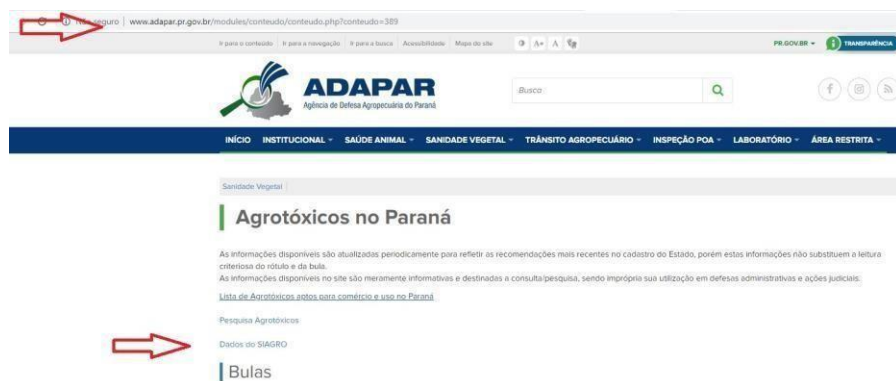 Não seguro | www.adapar.pr.gov.br/modules/conteudo/conteudo.php?conteudo=389
Ir para o conteúdo Ir para a navegação Ir para a busca Acessibilidade Mapa do site A+ A PR.GOV.BR TRANSPARÊNCIA
ADAPAR
Agência de Defesa Agropecuária do Paraná
Busca
INÍCIO INSTITUCIONAL SAÚDE ANIMAL SANIDADE VEGETAL TRÂNSITO AGROPECUÁRIO INSPEÇÃO POA LABORATÓRIO ÁREA RESTRITA
Sanidade Vegetal
Agrotóxicos no Paraná
As informações disponíveis são atualizadas periodicamente para refletir as recomendações mais recentes no cadastro do Estado, porém estas informações não substituem a leitura
criteriosa do rótulo e da bula.
As informações disponíveis no site são meramente informativas e destinadas a consulta/pesquisa, sendo imprópria sua utilização em defesas administrativas e ações judiciais.
Lista de Agrotóxicos aptos para comércio e uso no Paraná
Pesquisa Agrotóxicos
Dados do SIAGRO
Bulas